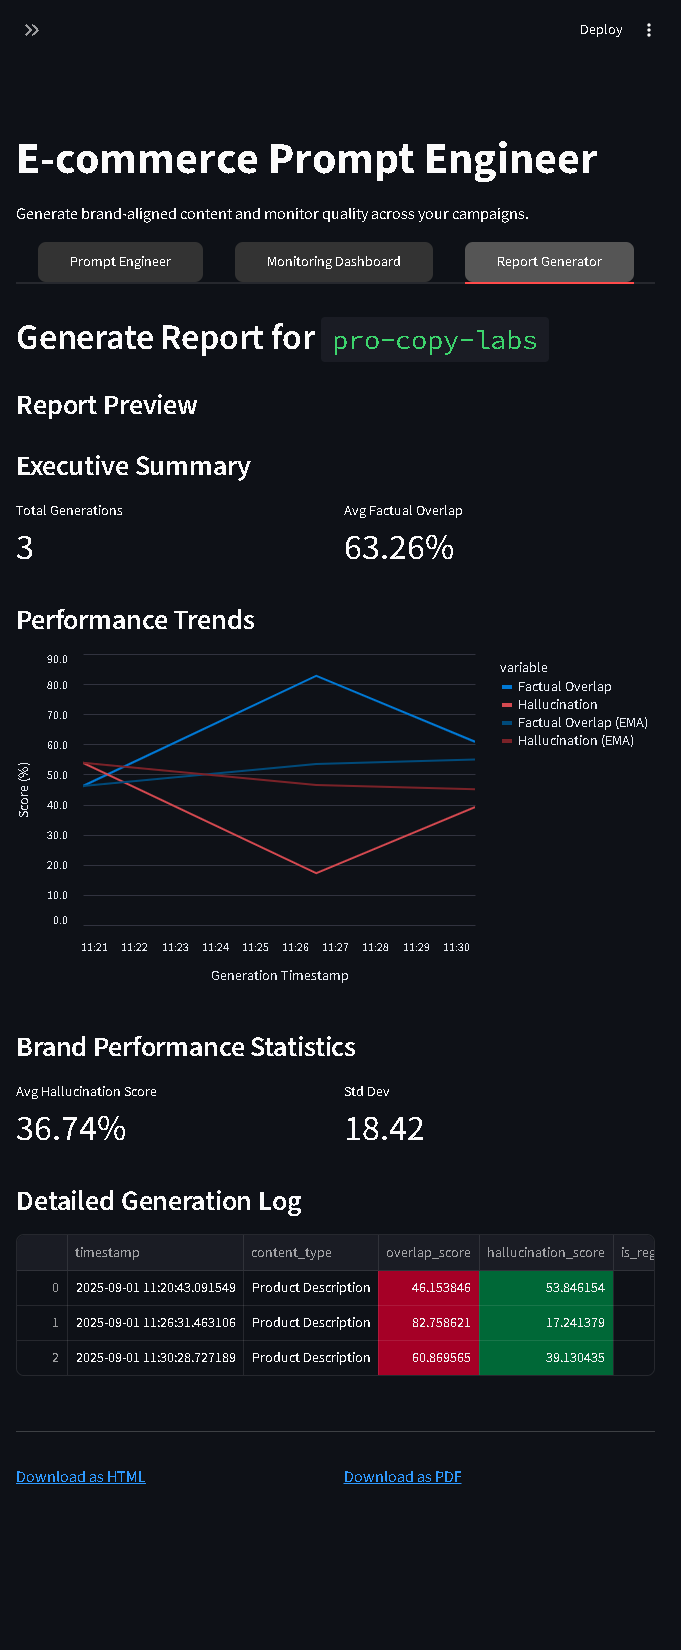 Deploy
E-commerce Prompt Engineer
Generate brand-aligned content and monitor quality across your campaigns.
Prompt Engineer Monitoring Dashboard Report Generator
Generate Report for pro-copy-labs
Report Preview
Executive Summary
Total Generations Avg Factual Overlap
3 63.26%
Performance Trends
variable
Factual Overlap
Hallucination
Factual Overlap (EMA)
Hallucination (EMA)
Score (%)
90.0
80.0
70.0
60.0
50.0
40.0
30.0
20.0
10.0
0.0
11:21 11:22 11:23 11:24 11:25 11:26 11:27 11:28 11:29 11:30
Generation Timestamp
Brand Performance Statistics
Avg Hallucination Score Std Dev
36.74% 18.42
Detailed Generation Log
timestamp content_type overlap_score hallucination_score is_reg
0 2025-09-01 11:20:43.091549 Product Description 46.153846 53.846154
1 2025-09-01 11:26:31.463106 Product Description 82.758621 17.241379
2 2025-09-01 11:30:28.727189 Product Description 60.869565 39.130435
Download as HTML Download as PDF